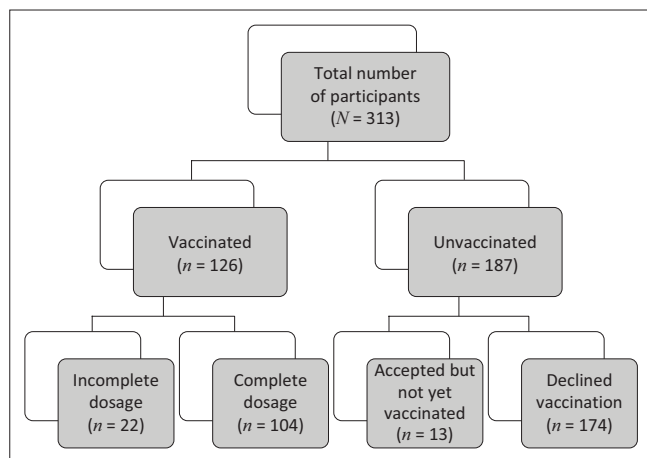 Total number
of participants
(N = 313)
Vaccinated
(n = 126)
Unvaccinated
(n = 187)
Incomplete
dosage
(n = 22)
Complete
dosage
(n = 104)
Accepted but
not yet
vaccinated
(n = 13)
Declined
vaccination
(n = 174)